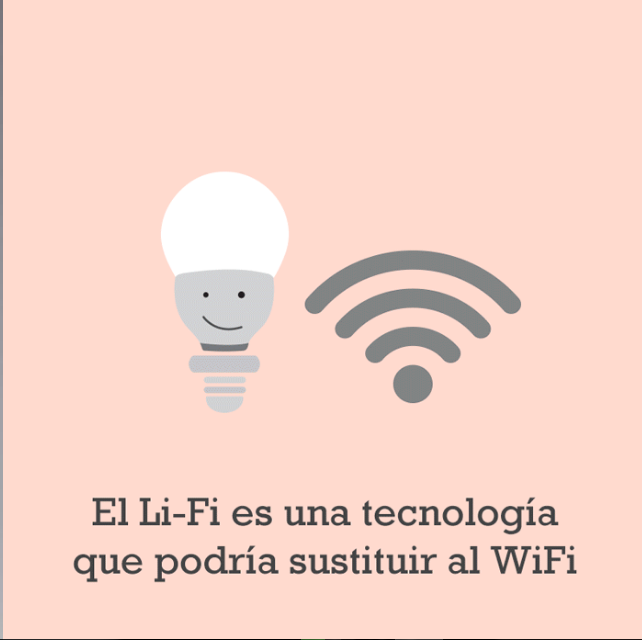 El Li-Fi es una tecnología
que podría sustituir al WiFi